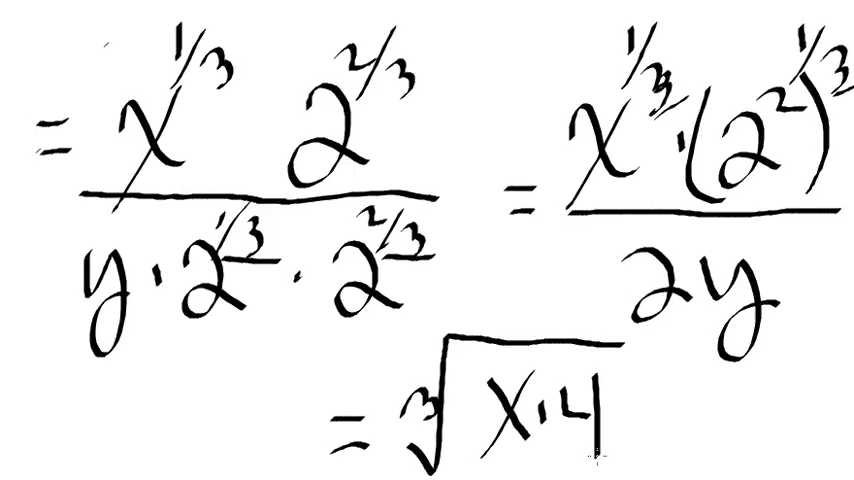 = x^{1/3} 2^{2/3} / y · 2^{1/3} · 2^{2/3} = x^{1/3} · (2^2)^{1/3} / 2y
= ∛x·4